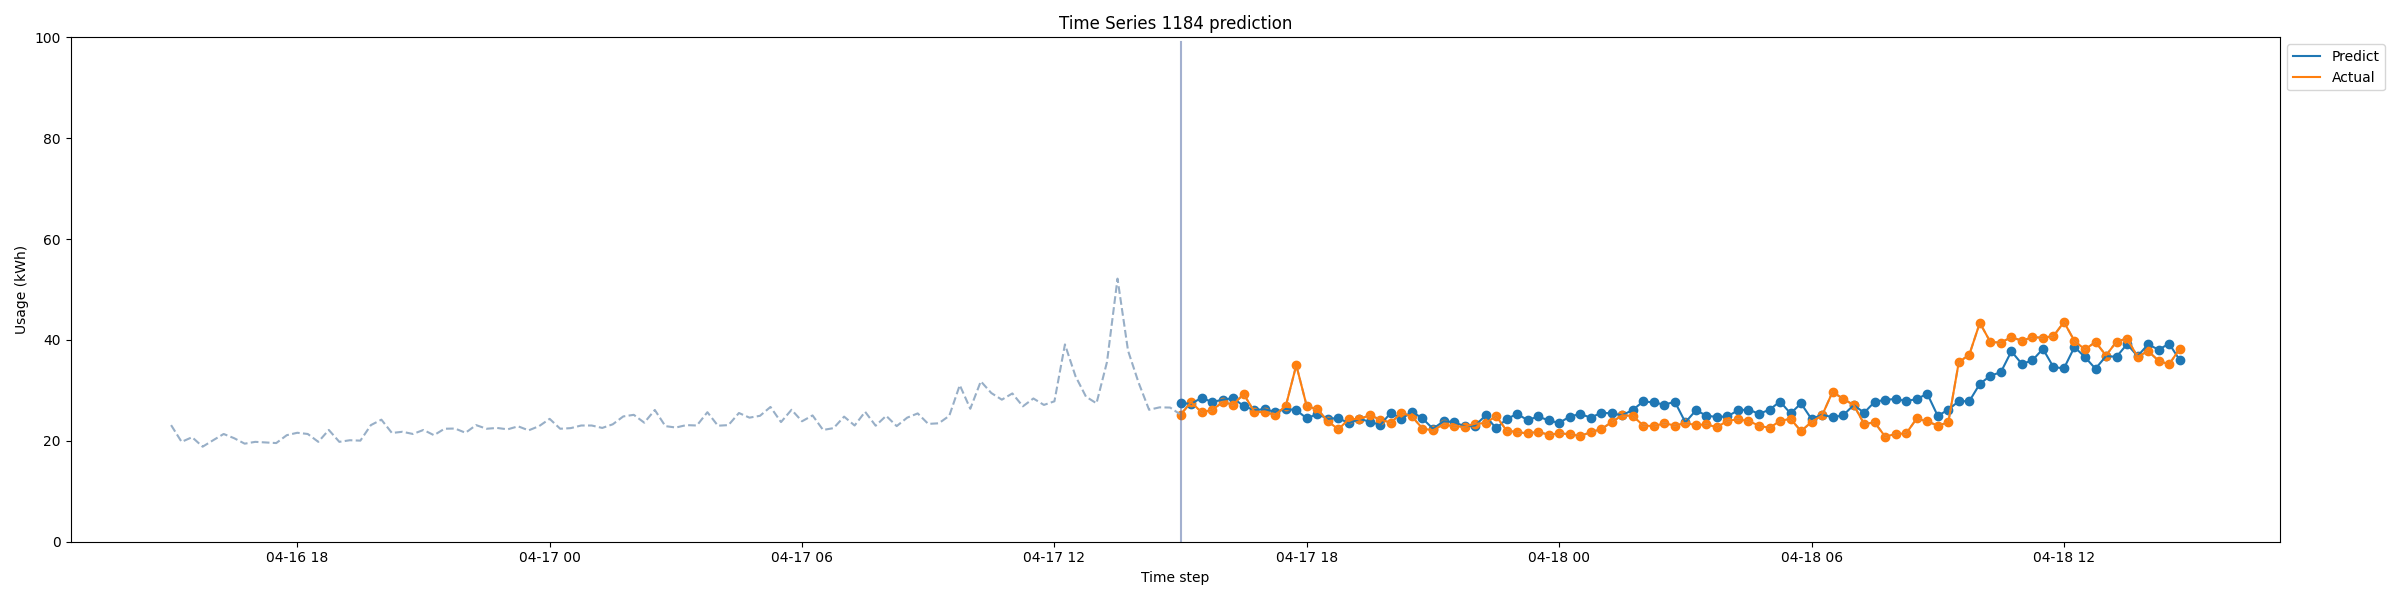 Time Series 1184 prediction
100
80
60
40
20
0
Usage (kWh)
04-16 18
04-17 00
04-17 06
04-17 12
04-17 18
04-18 00
04-18 06
04-18 12
Time step
Predict
Actual